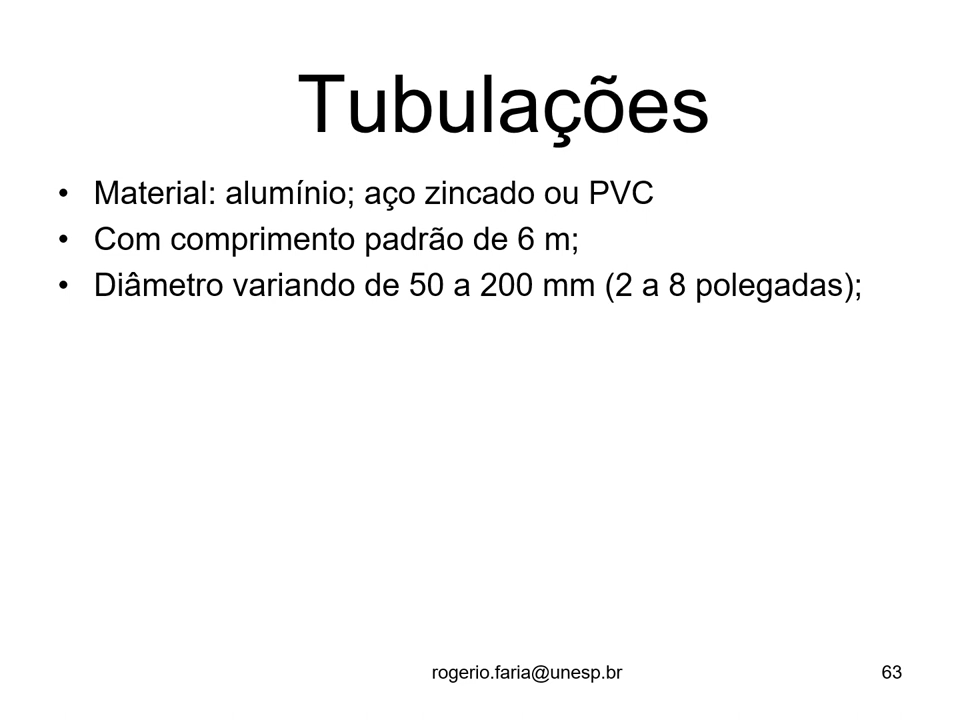 Tubulações
• Material: alumínio; aço zincado ou PVC
• Com comprimento padrão de 6 m;
• Diâmetro variando de 50 a 200 mm (2 a 8 polegadas);
rogerio.faria@unesp.br 63